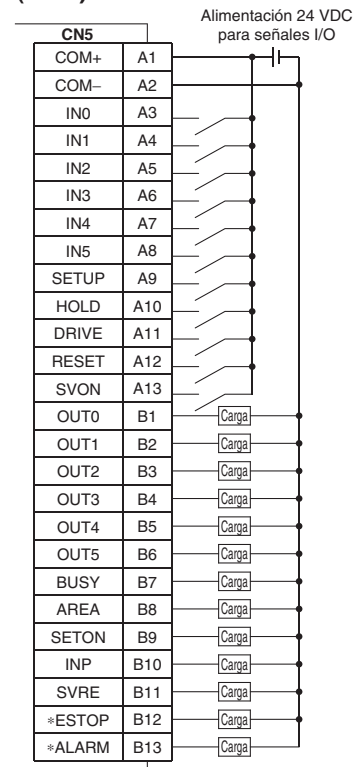 Alimentación 24 VDC
para señales I/O
CN5
COM+ A1
COM– A2
IN0 A3
IN1 A4
IN2 A5
IN3 A6
IN4 A7
IN5 A8
SETUP A9
HOLD A10
DRIVE A11
RESET A12
SVON A13
OUT0 B1 Carga
OUT1 B2 Carga
OUT2 B3 Carga
OUT3 B4 Carga
OUT4 B5 Carga
OUT5 B6 Carga
BUSY B7 Carga
AREA B8 Carga
SETON B9 Carga
INP B10 Carga
SVRE B11 Carga
∗ESTOP B12 Carga
∗ALARM B13 Carga